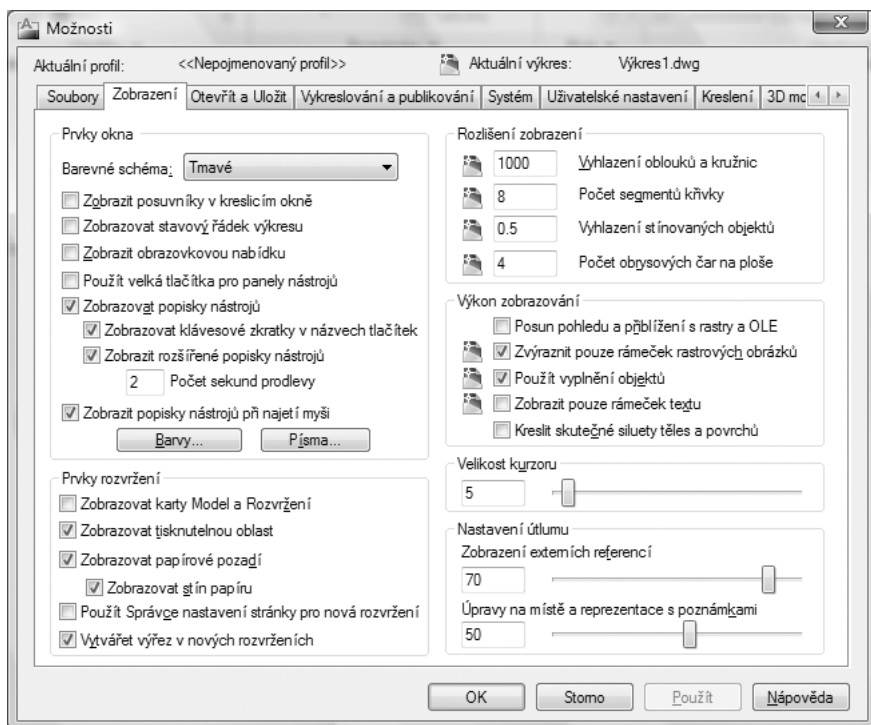 Možnosti
X
Aktuální profil: <<Nepojmenovaný profil>> Aktuální výkres: Výkres1.dwg
Soubory Zobrazení Otevřít a Uložit Vykreslování a publikování Systém Uživatelské nastavení Kreslení 3D mo
Prvky okna
Barevné schéma: Tmavé
Zobrazit posuvníky v kreslicím okně
Zobrazovat stavový řádek výkresu
Zobrazit obrazovkovou nabídku
Použít velká tlačítka pro panely nástrojů
Zobrazovat popisky nástrojů
Zobrazovat klávesové zkratky v názvech tlačítek
Zobrazit rozšířené popisky nástrojů
2 Počet sekund prodlevy
Zobrazit popisky nástrojů při najetí myši
Barvy... Písma...
Prvky rozvržení
Zobrazovat karty Model a Rozvržení
Zobrazovat tisknutelnou oblast
Zobrazovat papírové pozadí
Zobrazovat stín papíru
Použít Správce nastavení stránky pro nová rozvržení
Vytvářet výřez v nových rozvrženích
Rozlišení zobrazení
1000 Vyhlazení oblouků a kružnic
8 Počet segmentů křivky
0.5 Vyhlazení stínovaných objektů
4 Počet obrysových čar na ploše
Výkon zobrazování
Posun pohledu a přiblížení s rastry a OLE
Zvýraznit pouze rámeček rastrových obrázků
Použít vyplnění objektů
Zobrazit pouze rámeček textu
Kreslit skutečné siluety těles a povrchů
Velikost kurzoru
5
Nastavení útlumu
Zobrazení externích referencí
70
Úpravy na místě a reprezentace s poznámkami
50
OK Storno Použít Nápověda